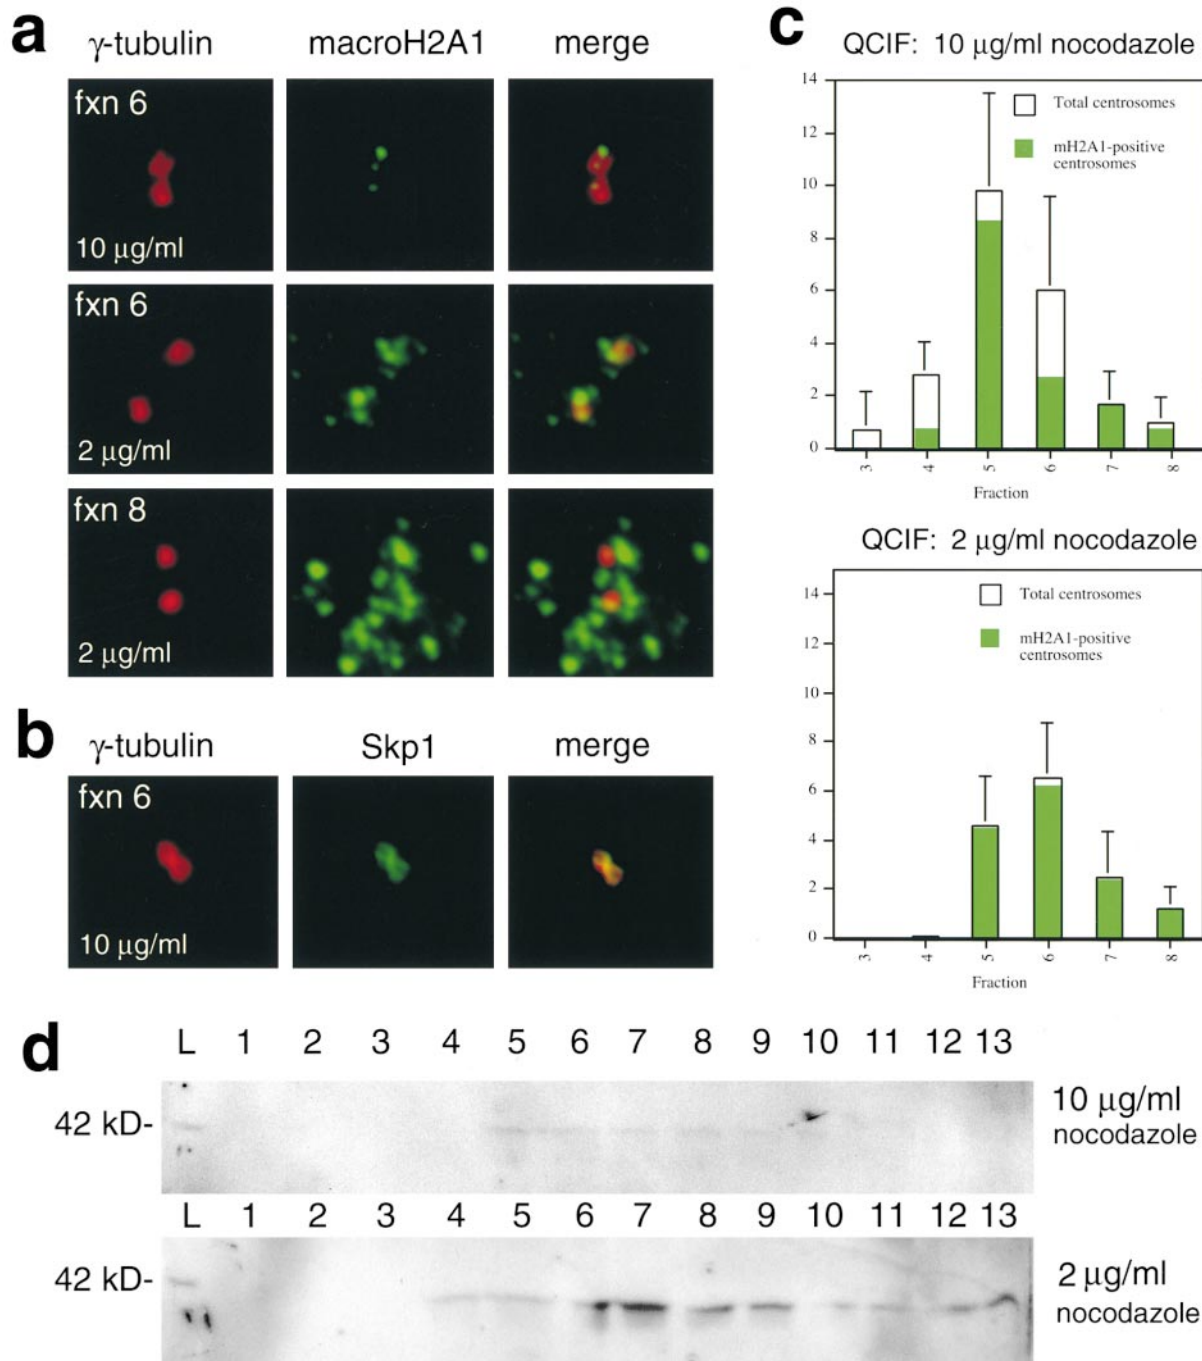 a
γ-tubulin macroH2A1 merge
fxn 6
10 μg/ml
fxn 6
2 μg/ml
fxn 8
2 μg/ml
b
γ-tubulin Skp1 merge
fxn 6
10 μg/ml
c
QCIF: 10 μg/ml nocodazole
14
12
10
8
6
4
2
0
Total centrosomes
mH2A1-positive
centrosomes
3 4 5 6 7 8
Fraction
QCIF: 2 μg/ml nocodazole
14
12
10
8
6
4
2
0
Total centrosomes
mH2A1-positive
centrosomes
3 4 5 6 7 8
Fraction
d
L 1 2 3 4 5 6 7 8 9 10 11 12 13
42 kD-
10 μg/ml
nocodazole
L 1 2 3 4 5 6 7 8 9 10 11 12 13
42 kD-
2 μg/ml
nocodazole